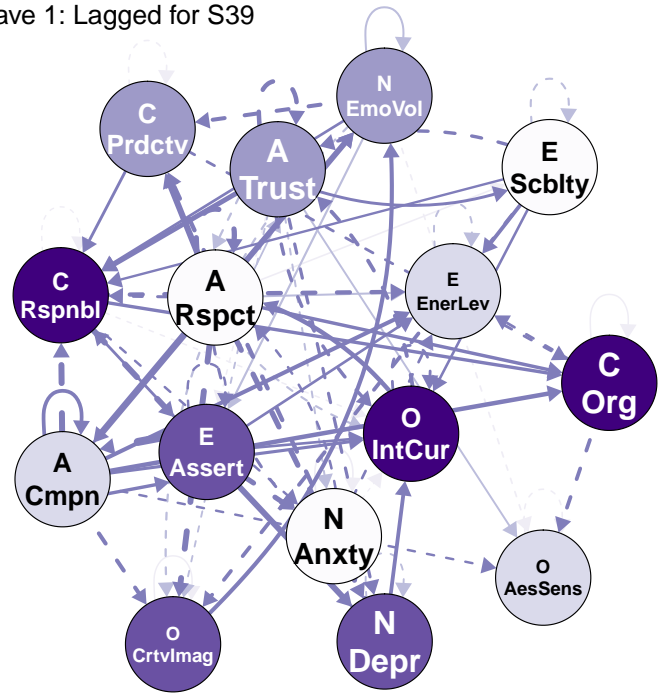 ave 1: Lagged for S39
N
EmoVol
C
Prdctv
A
Trust
E
Scblty
C
Rspnbl
A
Rspct
E
EnerLev
C
Org
O
IntCur
E
Assert
A
Cmpn
N
Anxty
O
AesSens
O
CrtvImag
N
Depr